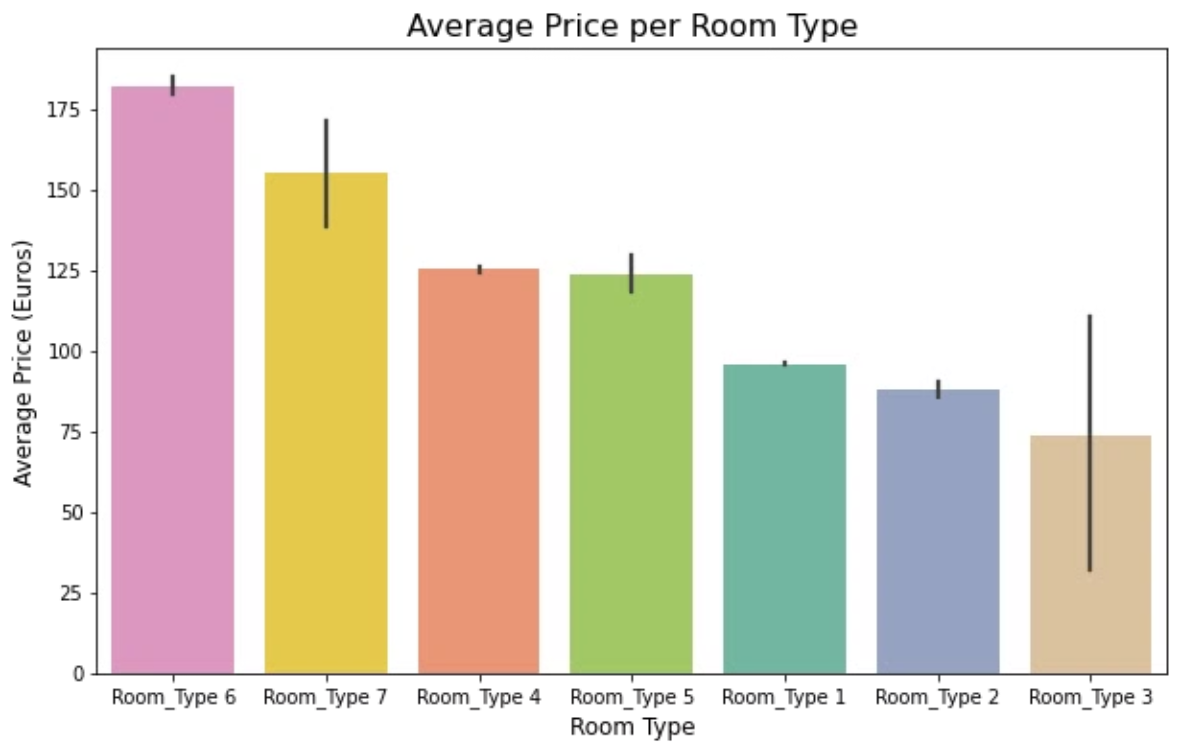 Average Price per Room Type
Average Price (Euros)
175
150
125
100
75
50
25
0
Room_Type 6 Room_Type 7 Room_Type 4 Room_Type 5 Room_Type 1 Room_Type 2 Room_Type 3
Room Type